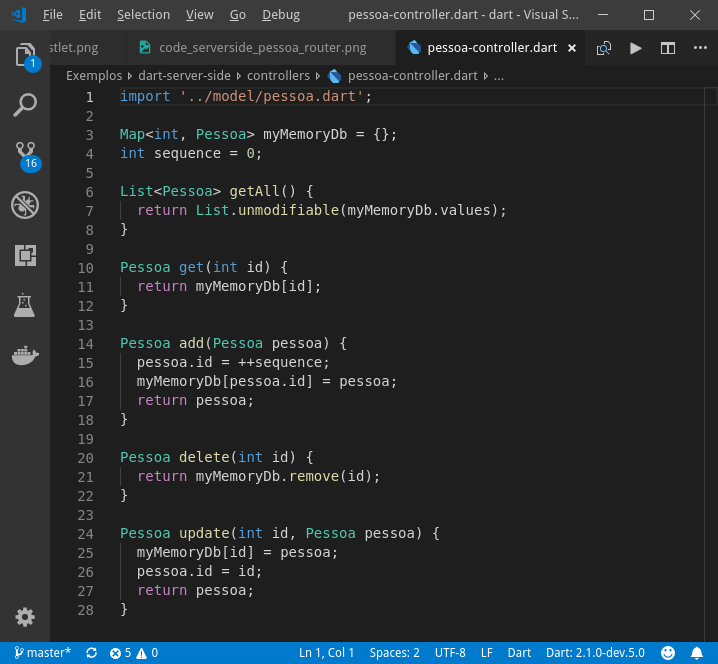 File Edit Selection View Go Debug pessoa-controller.dart - dart - Visual S...
stlet.png code_serverside_pessoa_router.png pessoa-controller.dart
Exemplos dart-server-side controllers pessoa-controller.dart ...
1
16
1 import '../model/pessoa.dart';
2
3 Map<int, Pessoa> myMemoryDb = {};
4 int sequence = 0;
5
6 List<Pessoa> getAll() {
7 return List.unmodifiable(myMemoryDb.values);
8 }
9
10 Pessoa get(int id) {
11 return myMemoryDb[id];
12 }
13
14 Pessoa add(Pessoa pessoa) {
15 pessoa.id = ++sequence;
16 myMemoryDb[pessoa.id] = pessoa;
17 return pessoa;
18 }
19
20 Pessoa delete(int id) {
21 return myMemoryDb.remove(id);
22 }
23
24 Pessoa update(int id, Pessoa pessoa) {
25 myMemoryDb[id] = pessoa;
26 pessoa.id = id;
27 return pessoa;
28 }
master* 5 0 Ln 1, Col 1 Spaces: 2 UTF-8 LF Dart Dart: 2.1.0-dev.5.0